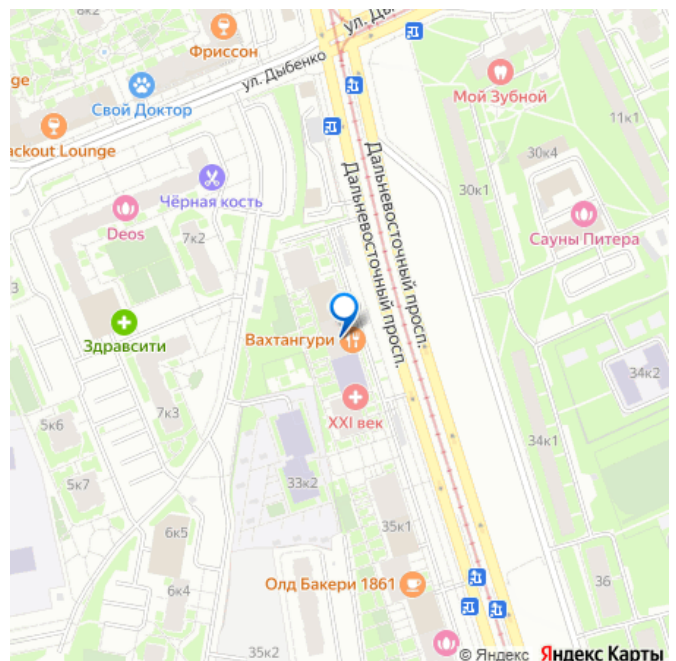 8к2
ул. Ды
Фриссон
ge
ул. Дыбенко
Свой Доктор
Мой Зубной
11к1
ackout Lounge
30к4
Дальневосточный просп.
Дальневосточный просп.
30к1
Чёрная кость
Deos
7к2
Сауны Питера
3
Вахтангури
Здравсити
34к2
7к3
XXI век
5к6
34к1
5к7
33к2
6к5
35к1
Олд Бакери 1861
36
6к4
35к2
© Яндекс Яндекс Карты